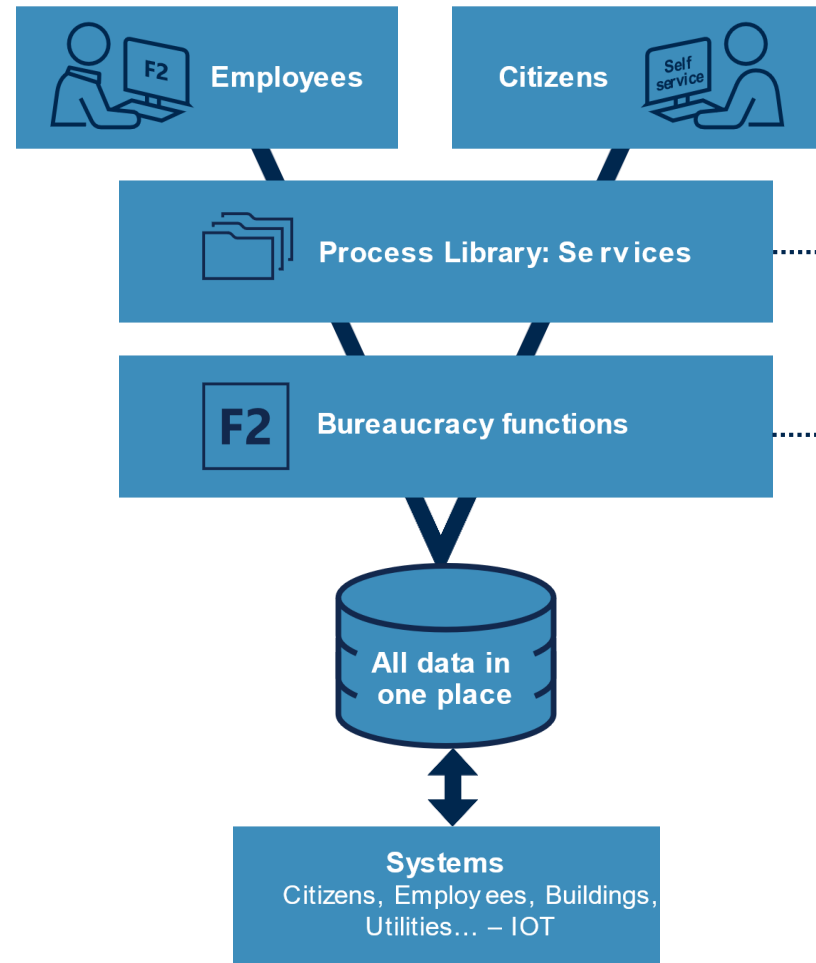 F2
Employees
Citizens
Self
service
Process Library: Services
F2
Bureaucracy functions
All data in
one place
Systems
Citizens, Employees, Buildings,
Utilities... – IOT